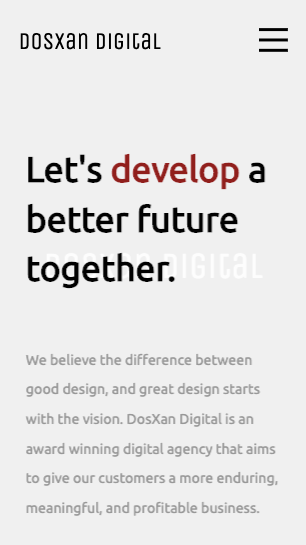 DosXan Digital
Let's develop a
better future
DosXan Digital
together.
We believe the difference between
good design, and great design starts
with the vision. DosXan Digital is an
award winning digital agency that aims
to give our customers a more enduring,
meaningful, and profitable business.